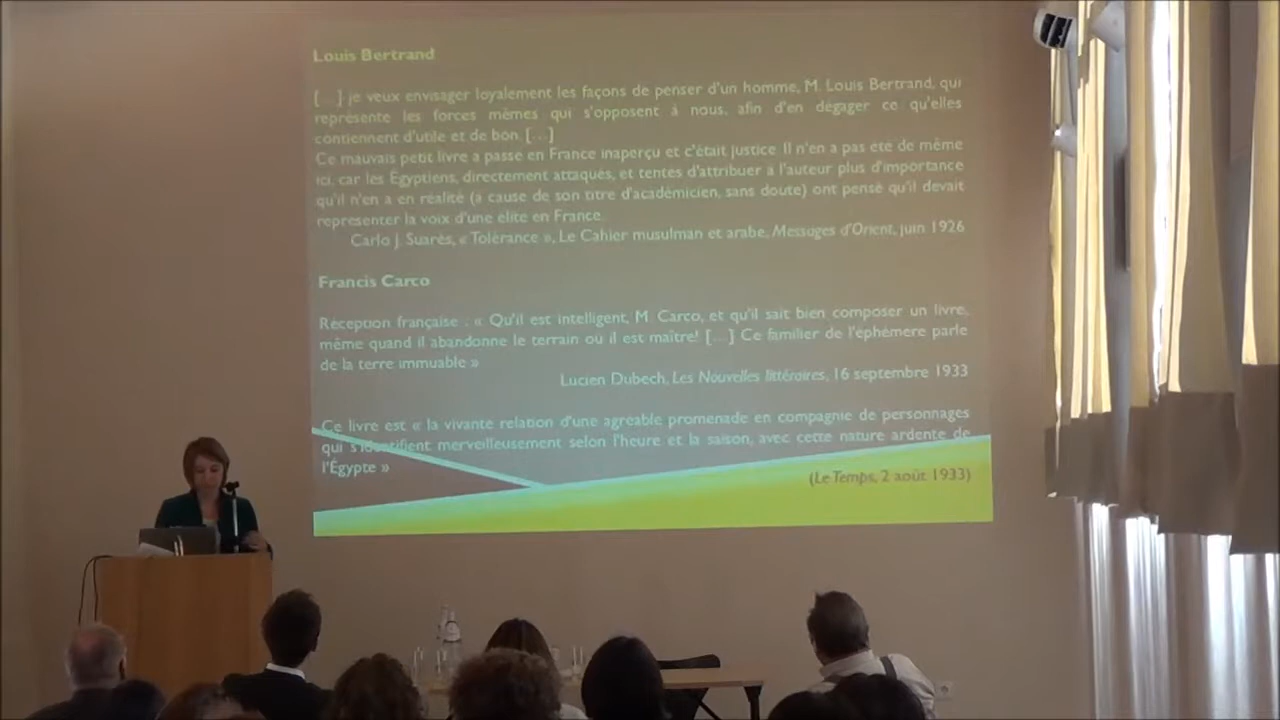 Louis Bertrand
[…] je veux envisager loyalement les façons de penser d'un homme, M. Louis Bertrand, qui
représente les forces mêmes qui s'opposent à nous, afin d'en dégager ce qu'elles
contiennent d'utile et de bon. […]
Ce mauvais petit livre a passé en France inaperçu et c'était justice. Il n'en a pas été de même
ici, car les Égyptiens, directement attaqués, et tentés d'attribuer à l'auteur plus d'importance
qu'il n'en a en réalité (à cause de son titre d'académicien, sans doute) ont pensé qu'il devait
représenter la voix d'une élite en France.
Carlo J. Suarès, « Tolérance », Le Cahier musulman et arabe, Messages d'Orient, juin 1926
Francis Carco
Réception française : « Qu'il est intelligent, M. Carco, et qu'il sait bien composer un livre,
même quand il abandonne le terrain où il est maître! […] Ce familier de l'éphémère parle
de la terre immuable »
Lucien Dubech, Les Nouvelles littéraires, 16 septembre 1933
Ce livre est « la vivante relation d'une agréable promenade en compagnie de personnages
qui s'identifient merveilleusement selon l'heure et la saison, avec cette nature ardente de
l'Égypte »
(Le Temps, 2 août 1933)